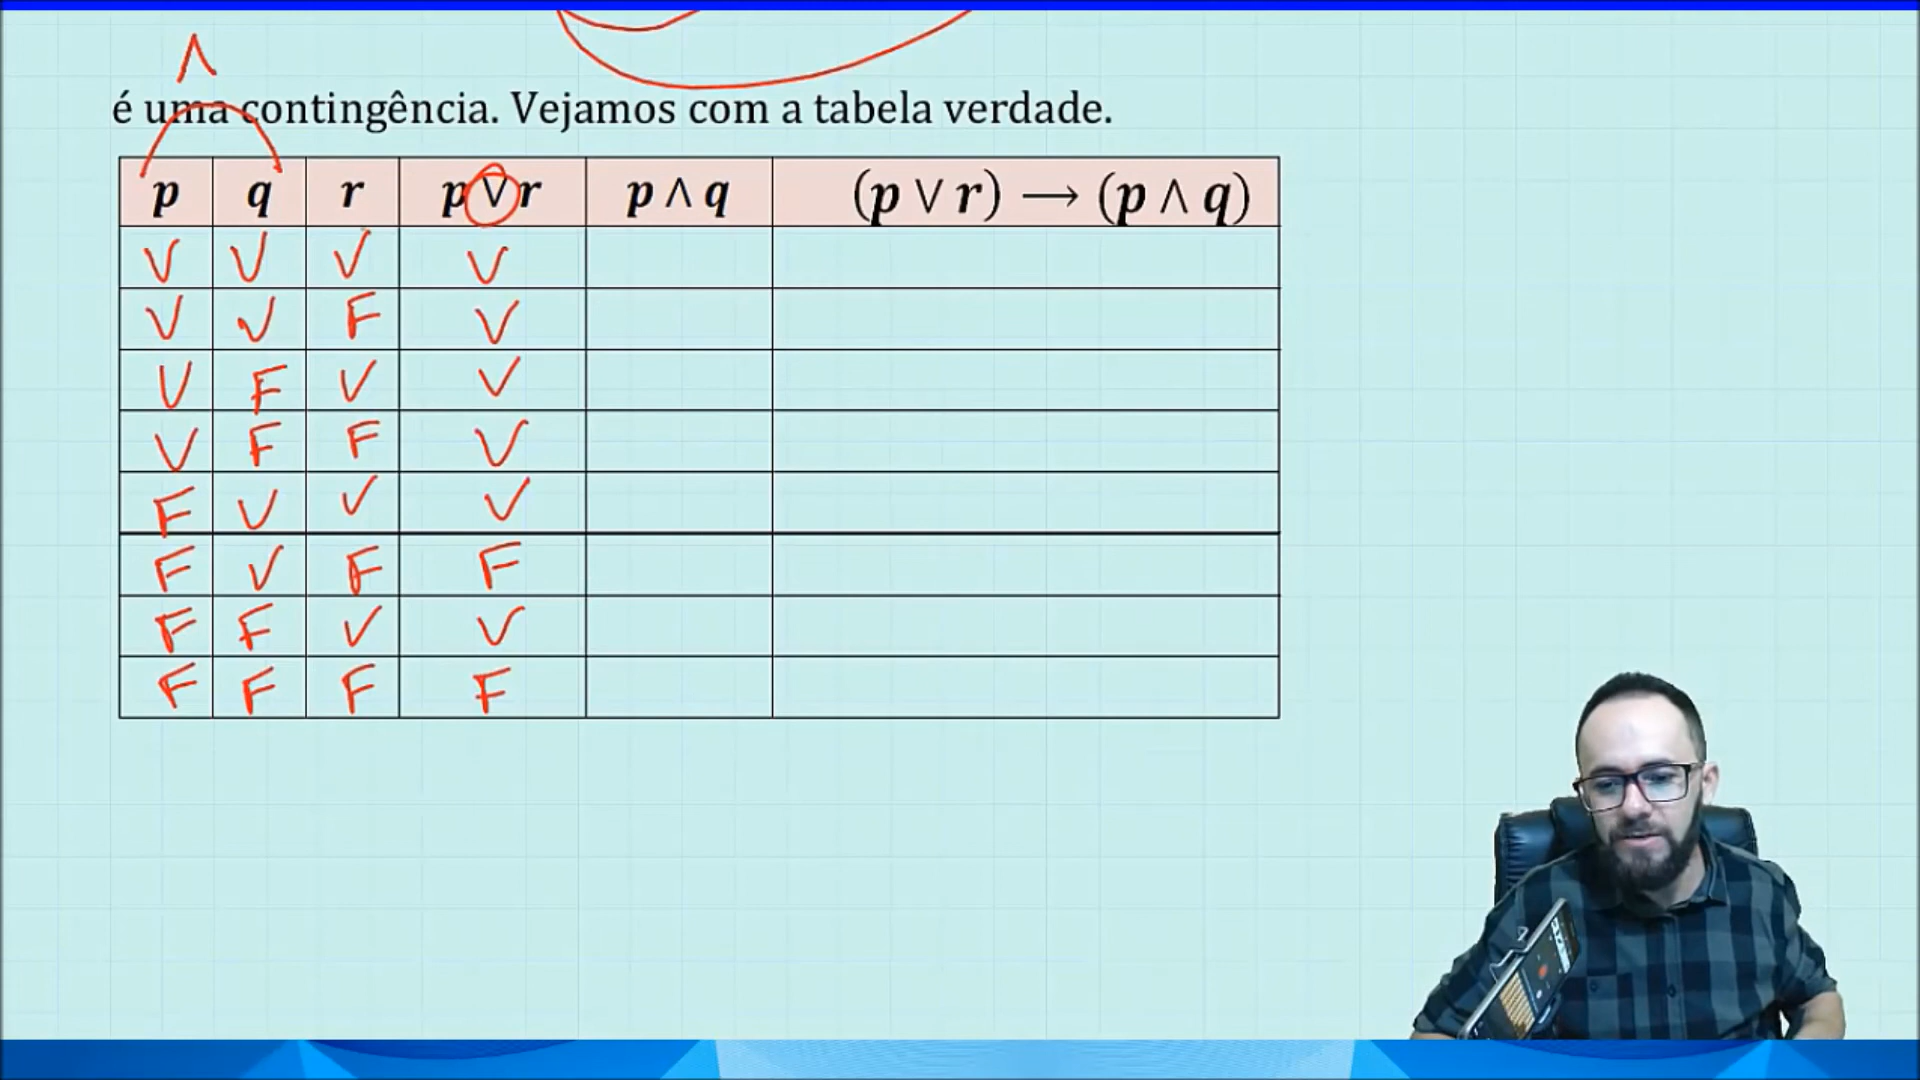 Λ
é uma contingência. Vejamos com a tabela verdade.
p q r p ∨ r p ∧ q (p ∨ r) ⟶ (p ∧ q)
V V V V
V V F V
V F V V
V F F V
F V V V
F V F F
F F V V
F F F F